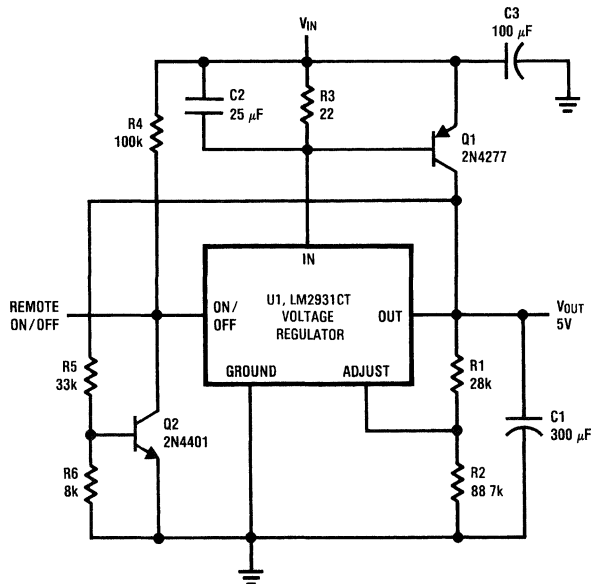 C3
100 µF
VIN
C2
25 µF
R3
22
R4
100k
Q1
2N4277
IN
U1, LM2931CT
VOLTAGE
REGULATOR
ON/
OFF
OUT
GROUND
ADJUST
REMOTE
ON/OFF
VOUT
5V
R5
33k
R1
28k
Q2
2N4401
C1
300 µF
R6
8k
R2
88 7k